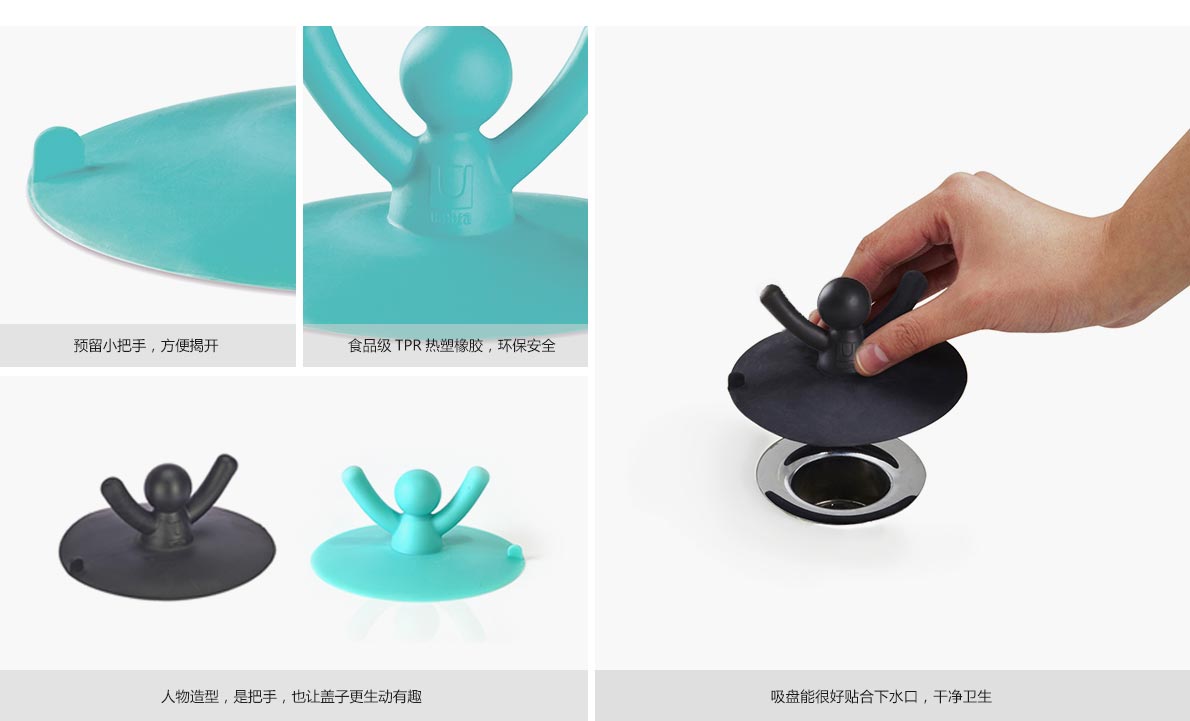 预留小把手，方便揭开
食品级 TPR 热塑橡胶，环保安全
umbra
人物造型，是把手，也让盖子更生动有趣
吸盘能很好贴合下水口，干净卫生